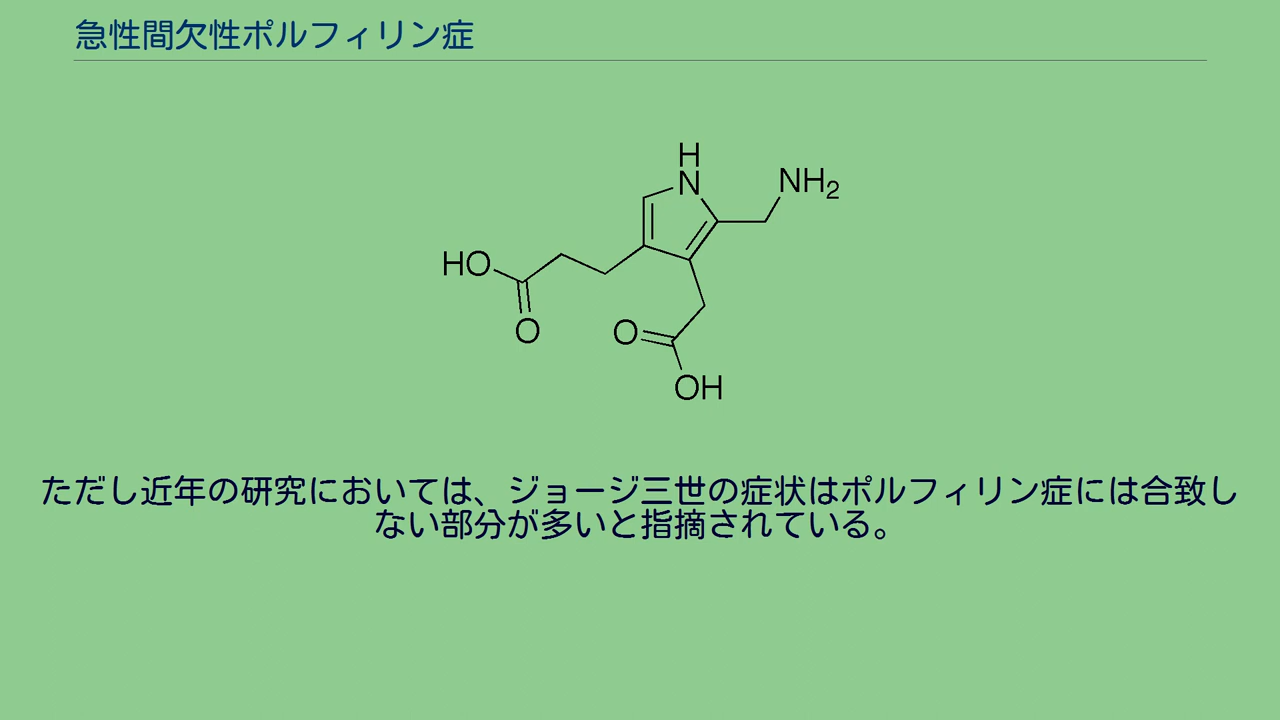 急性間欠性ポルフィリン症
H
N
NH2
HO
O
O
OH
ただし近年の研究においては、ジョージ三世の症状はポルフィリン症には合致し
ない部分が多いと指摘されている。